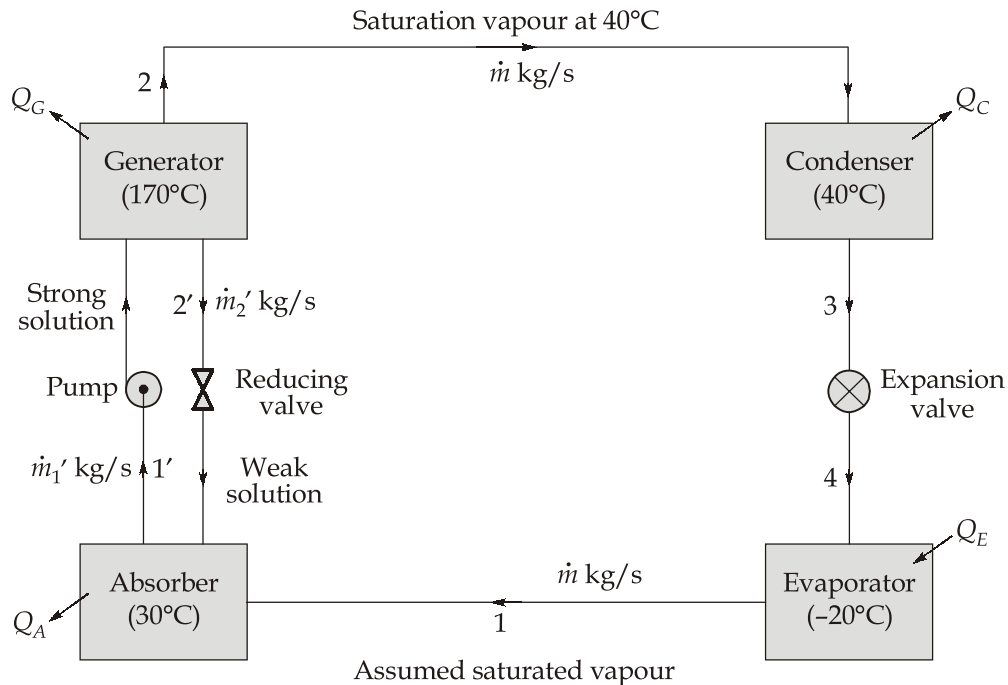 Saturation vapour at 40°C
ṁ kg/s
2
Q_G
Q_C
Generator
(170°C)
Condenser
(40°C)
Strong
solution
2′
ṁ₂′ kg/s
3
Pump
Reducing
valve
Expansion
valve
ṁ₁′ kg/s
1′
Weak
solution
4
Q_E
ṁ kg/s
Absorber
(30°C)
Evaporator
(–20°C)
Q_A
1
Assumed saturated vapour